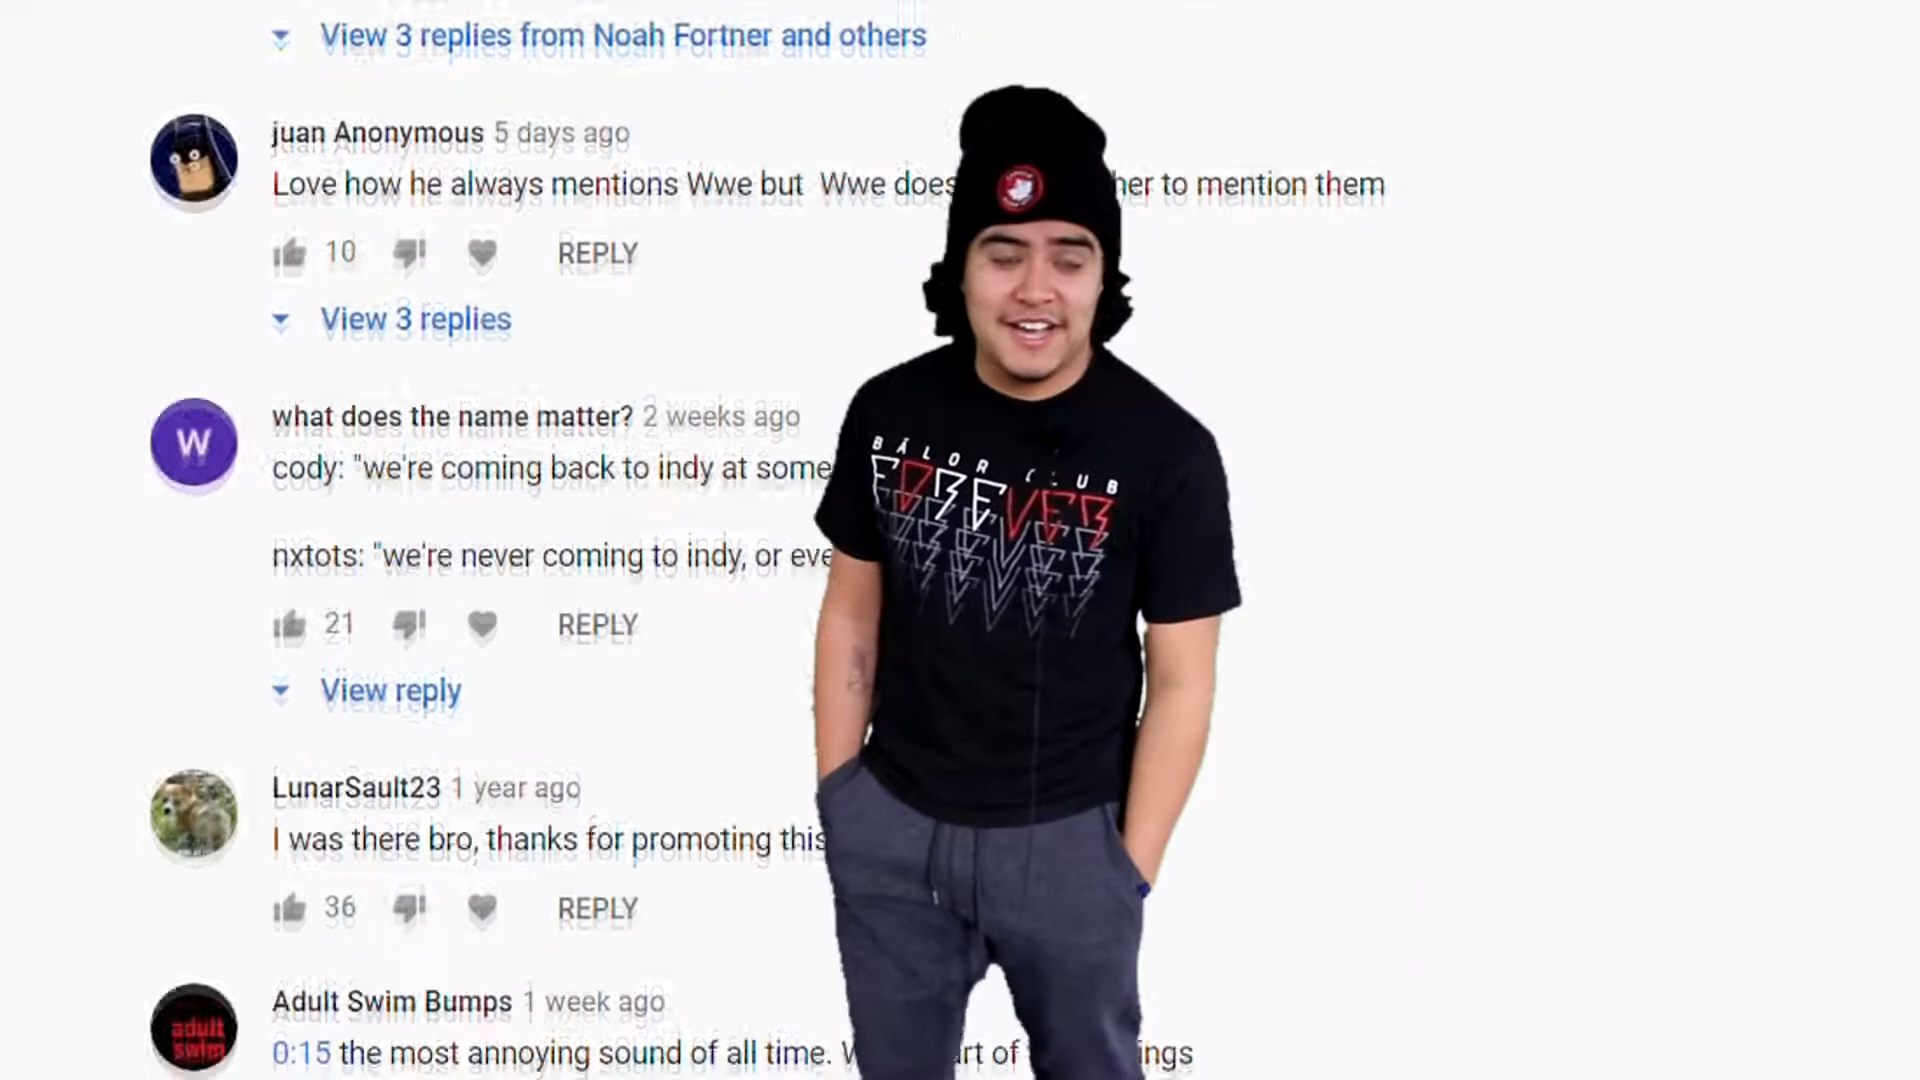 View 3 replies from Noah Fortner and others
juan Anonymous 5 days ago
Love how he always mentions Wwe but Wwe to mention them
10 REPLY
View 3 replies
W
what does the name matter? 2 weeks ago
cody: "we're coming back to indy at some
nxtots: "we're never coming to indy, or
21 REPLY
View reply
LunarSault23 1 year ago
I was there bro, thanks for promoting this
36 REPLY
Adult Swim Bumps 1 week ago
adult swim
0:15 the most annoying sound of all time. of
BÁLOR CLUB
FOREVER